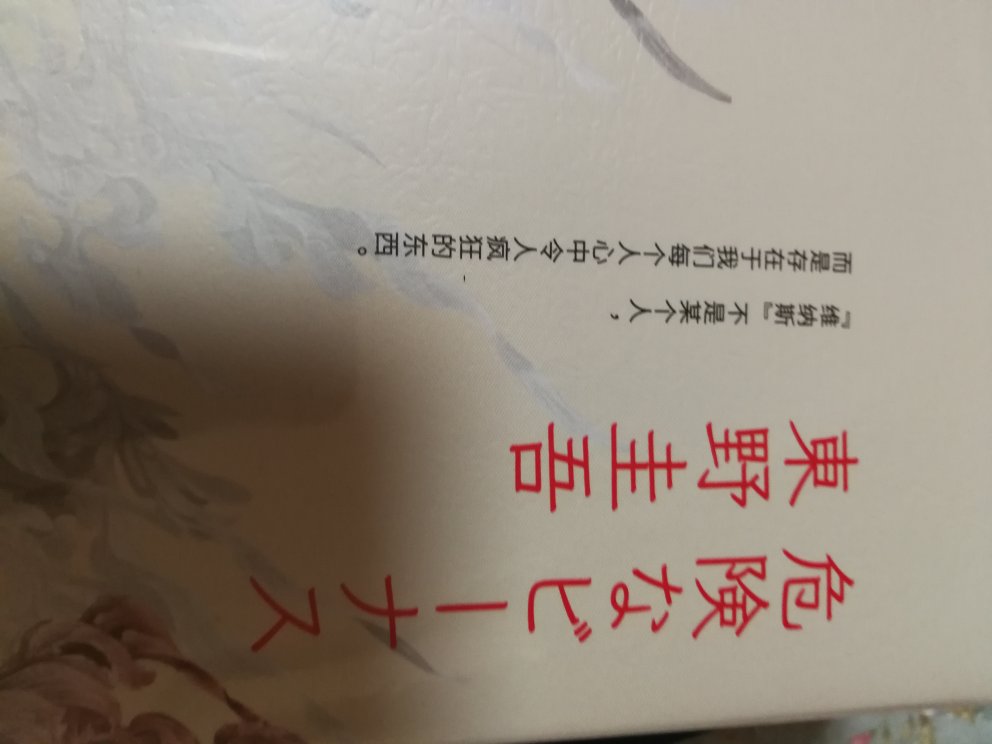 危険なビーナス
東野圭吾
『维纳斯』不是某个人，
而是存在于我们每个人心中令人疯狂的东西。